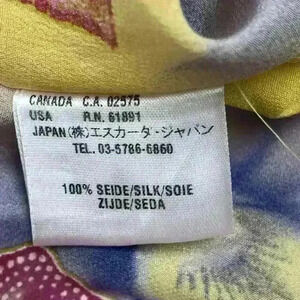 CANADA C.A. 02575
USA R.N. 61891
JAPAN(株)エスカーダ・ジャパン
TEL. 03-5786-6860
100% SEIDE/SILK/SOIE
ZIJDE/SEDA